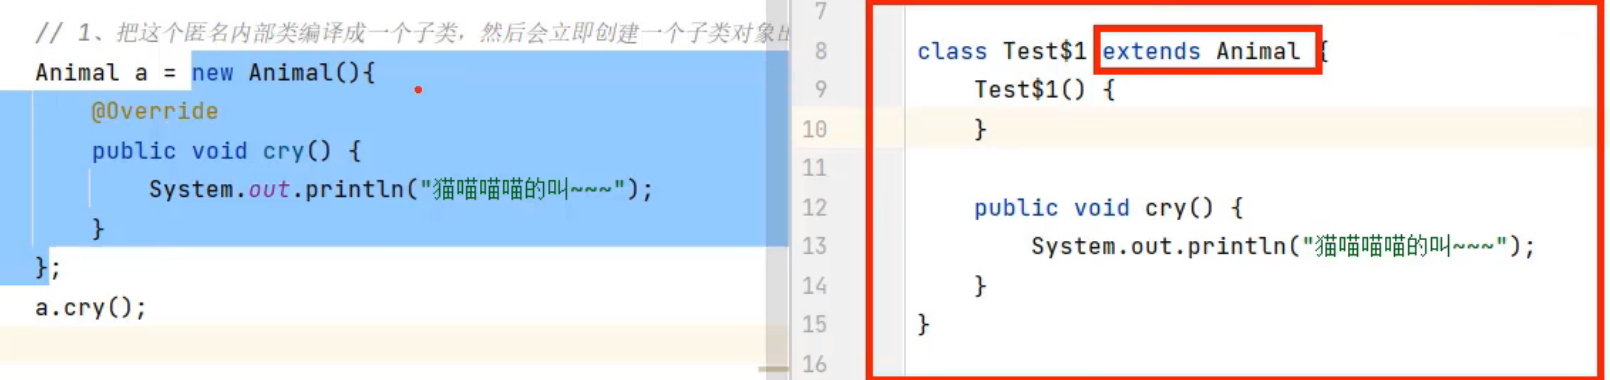 // 1、把这个匿名内部类编译成一个子类，然后会立即创建一个子类对象出
Animal a = new Animal(){
@Override
public void cry() {
System.out.println("猫喵喵喵的叫~~~");
}
};
a.cry();
7
8 class Test$1 extends Animal {
9 Test$1() {
10 }
11
12 public void cry() {
13 System.out.println("猫喵喵喵的叫~~~");
14 }
15 }
16